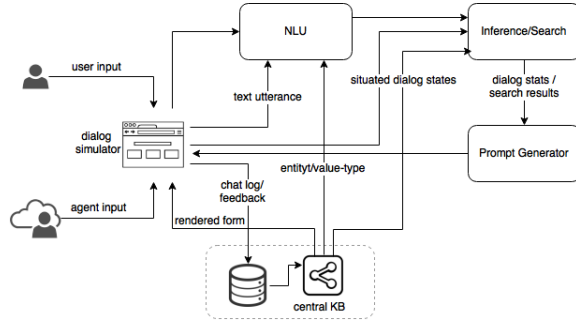 NLU
Inference/Search
user input
situated dialog states
dialog stats /
search results
text utterance
dialog
simulator
Prompt Generator
entityt/value-type
chat log/
feedback
agent input
rendered form
central KB